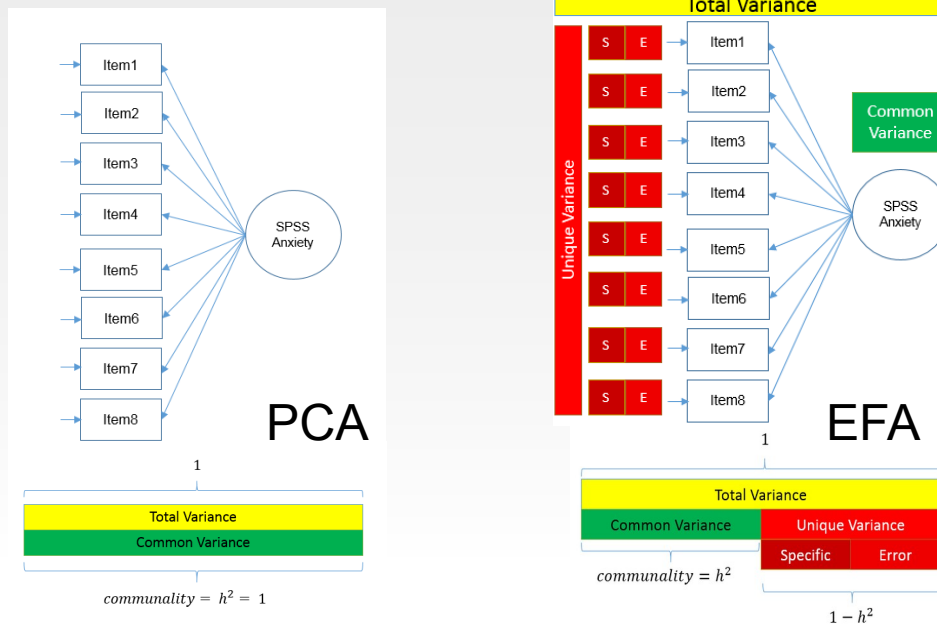 Item1
Item2
Item3
Item4
Item5
Item6
Item7
Item8
SPSS
Anxiety
PCA
1
Total Variance
Common Variance
communality = h² = 1
Total Variance
Unique Variance
S E Item1
S E Item2
S E Item3
S E Item4
S E Item5
S E Item6
S E Item7
S E Item8
Common
Variance
SPSS
Anxiety
EFA
1
Total Variance
Common Variance Unique Variance
Specific Error
communality = h²
1 − h²